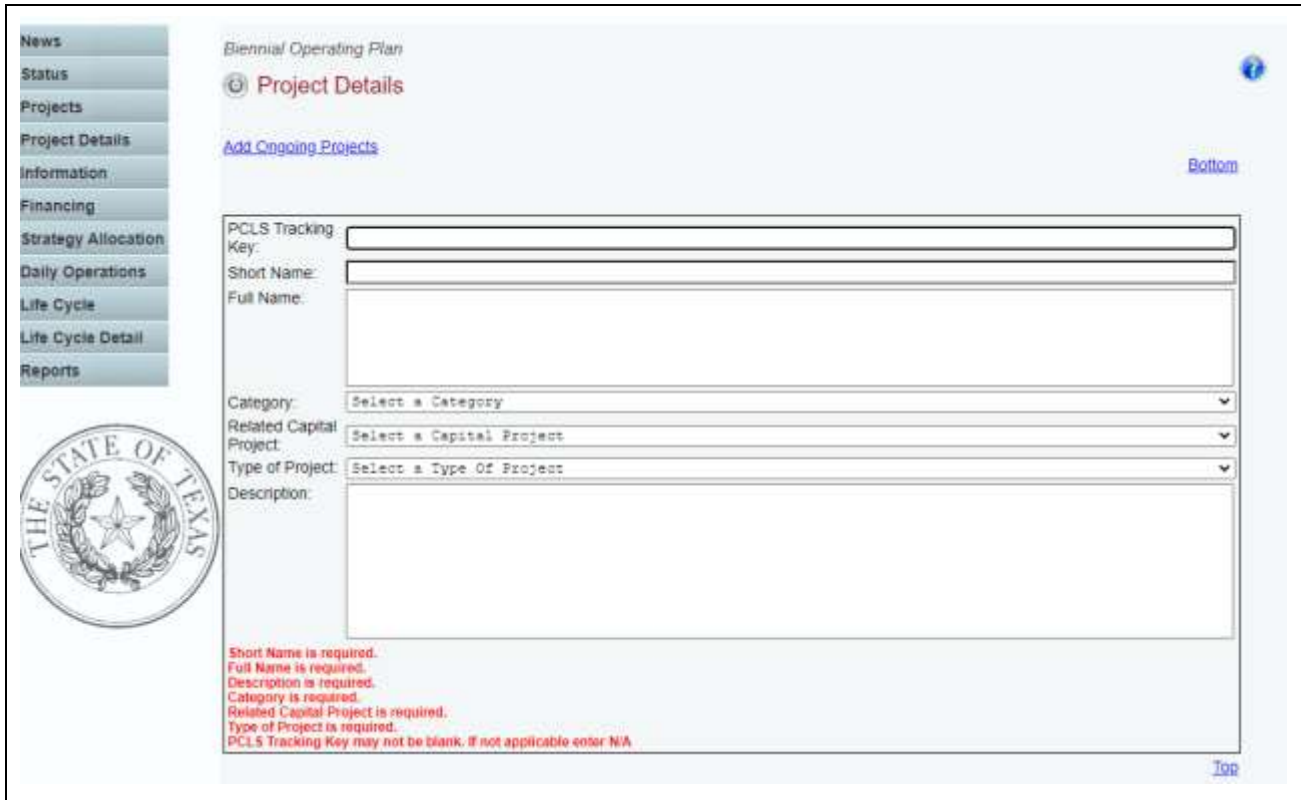 News
Status
Projects
Project Details
Information
Financing
Strategy Allocation
Daily Operations
Life Cycle
Life Cycle Detail
Reports
THE STATE OF TEXAS
Biennial Operating Plan
Project Details
?
Add Ongoing Projects
Bottom
PCLS Tracking
Key:
Short Name:
Full Name:
Category: Select a Category
Related Capital
Project: Select a Capital Project
Type of Project: Select a Type Of Project
Description:
Short Name is required.
Full Name is required.
Description is required.
Category is required.
Related Capital Project is required.
Type of Project is required.
PCLS Tracking Key may not be blank. If not applicable enter N/A
Top